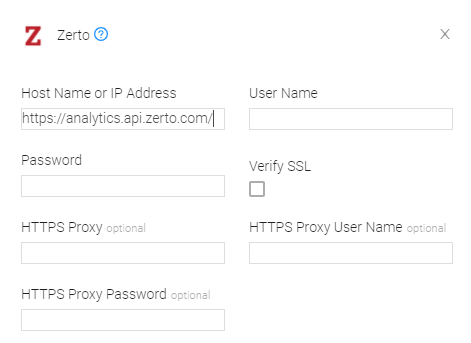 Z Zerto ? X
Host Name or IP Address User Name
https://analytics.api.zerto.com/
Password Verify SSL
HTTPS Proxy optional HTTPS Proxy User Name optional
HTTPS Proxy Password optional